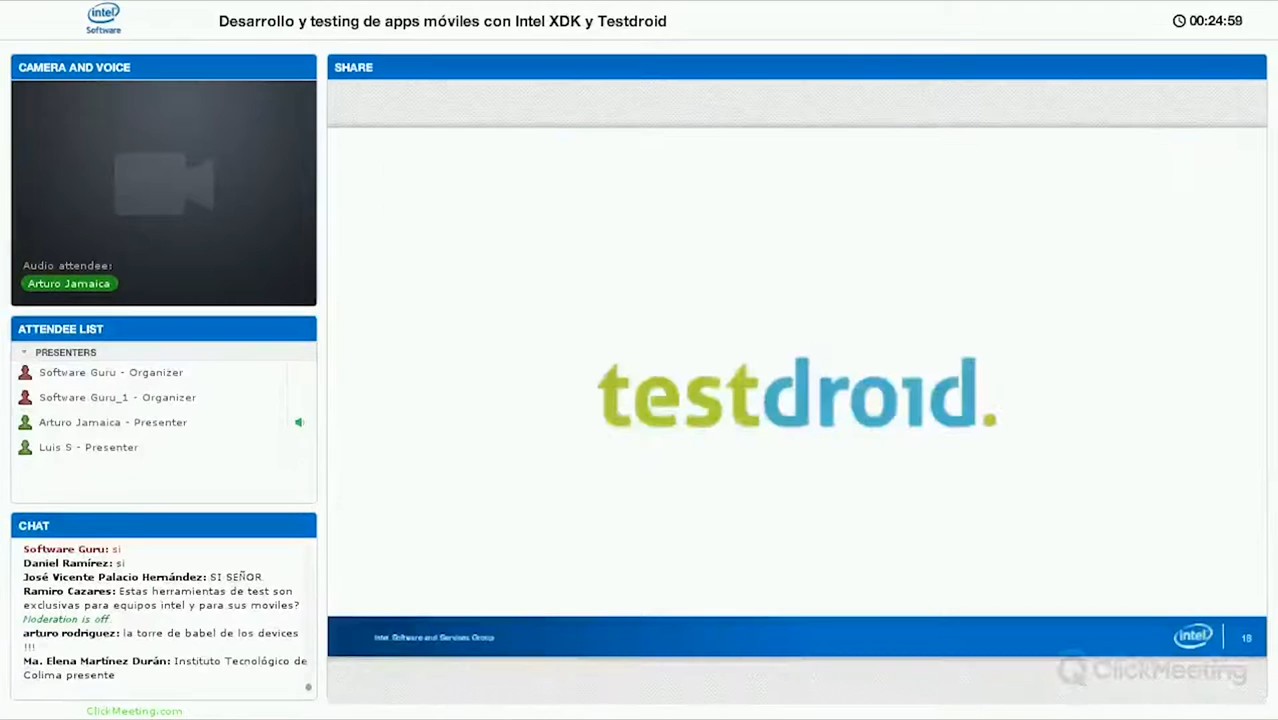 intel
Software
Desarrollo y testing de apps móviles con Intel XDK y Testdroid
00:24:59
CAMERA AND VOICE
Audio attendee:
Arturo Jamaica
ATTENDEE LIST
PRESENTERS
Software Guru - Organizer
Software Guru_1 - Organizer
Arturo Jamaica - Presenter
Luis S - Presenter
CHAT
Software Guru: si
Daniel Ramírez: si
José Vicente Palacio Hernández: SI SEÑOR
Ramiro Cazares: Estas herramientas de test son
exclusivas para equipos intel y para sus moviles?
Moderation is off
arturo rodriguez: la torre de babel de los devices
!!!
Ma. Elena Martínez Durán: Instituto Tecnológico de
Colima presente
ClickMeeting.com
SHARE
testdroid.
Intel Software and Services Group
intel
18
ClickMeeting